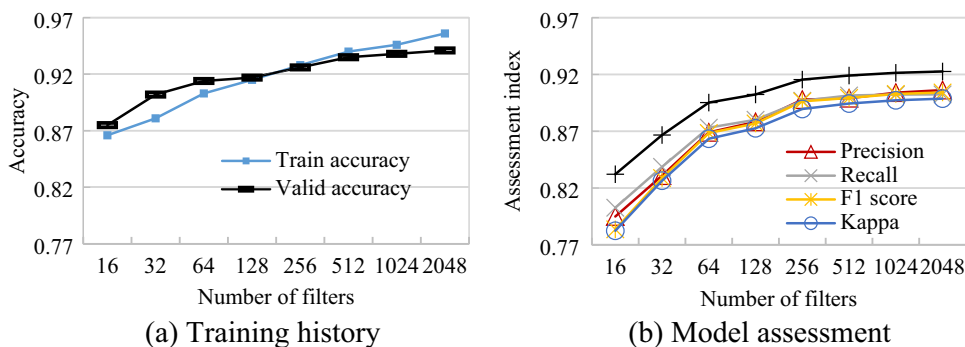 0.97
0.92
0.87
0.82
0.77
Accuracy
Train accuracy
Valid accuracy
16 32 64 128 256 512 1024 2048
Number of filters
(a) Training history
0.97
0.92
0.87
0.82
0.77
Assessment index
Precision
Recall
F1 score
Kappa
16 32 64 128 256 512 1024 2048
Number of filters
(b) Model assessment